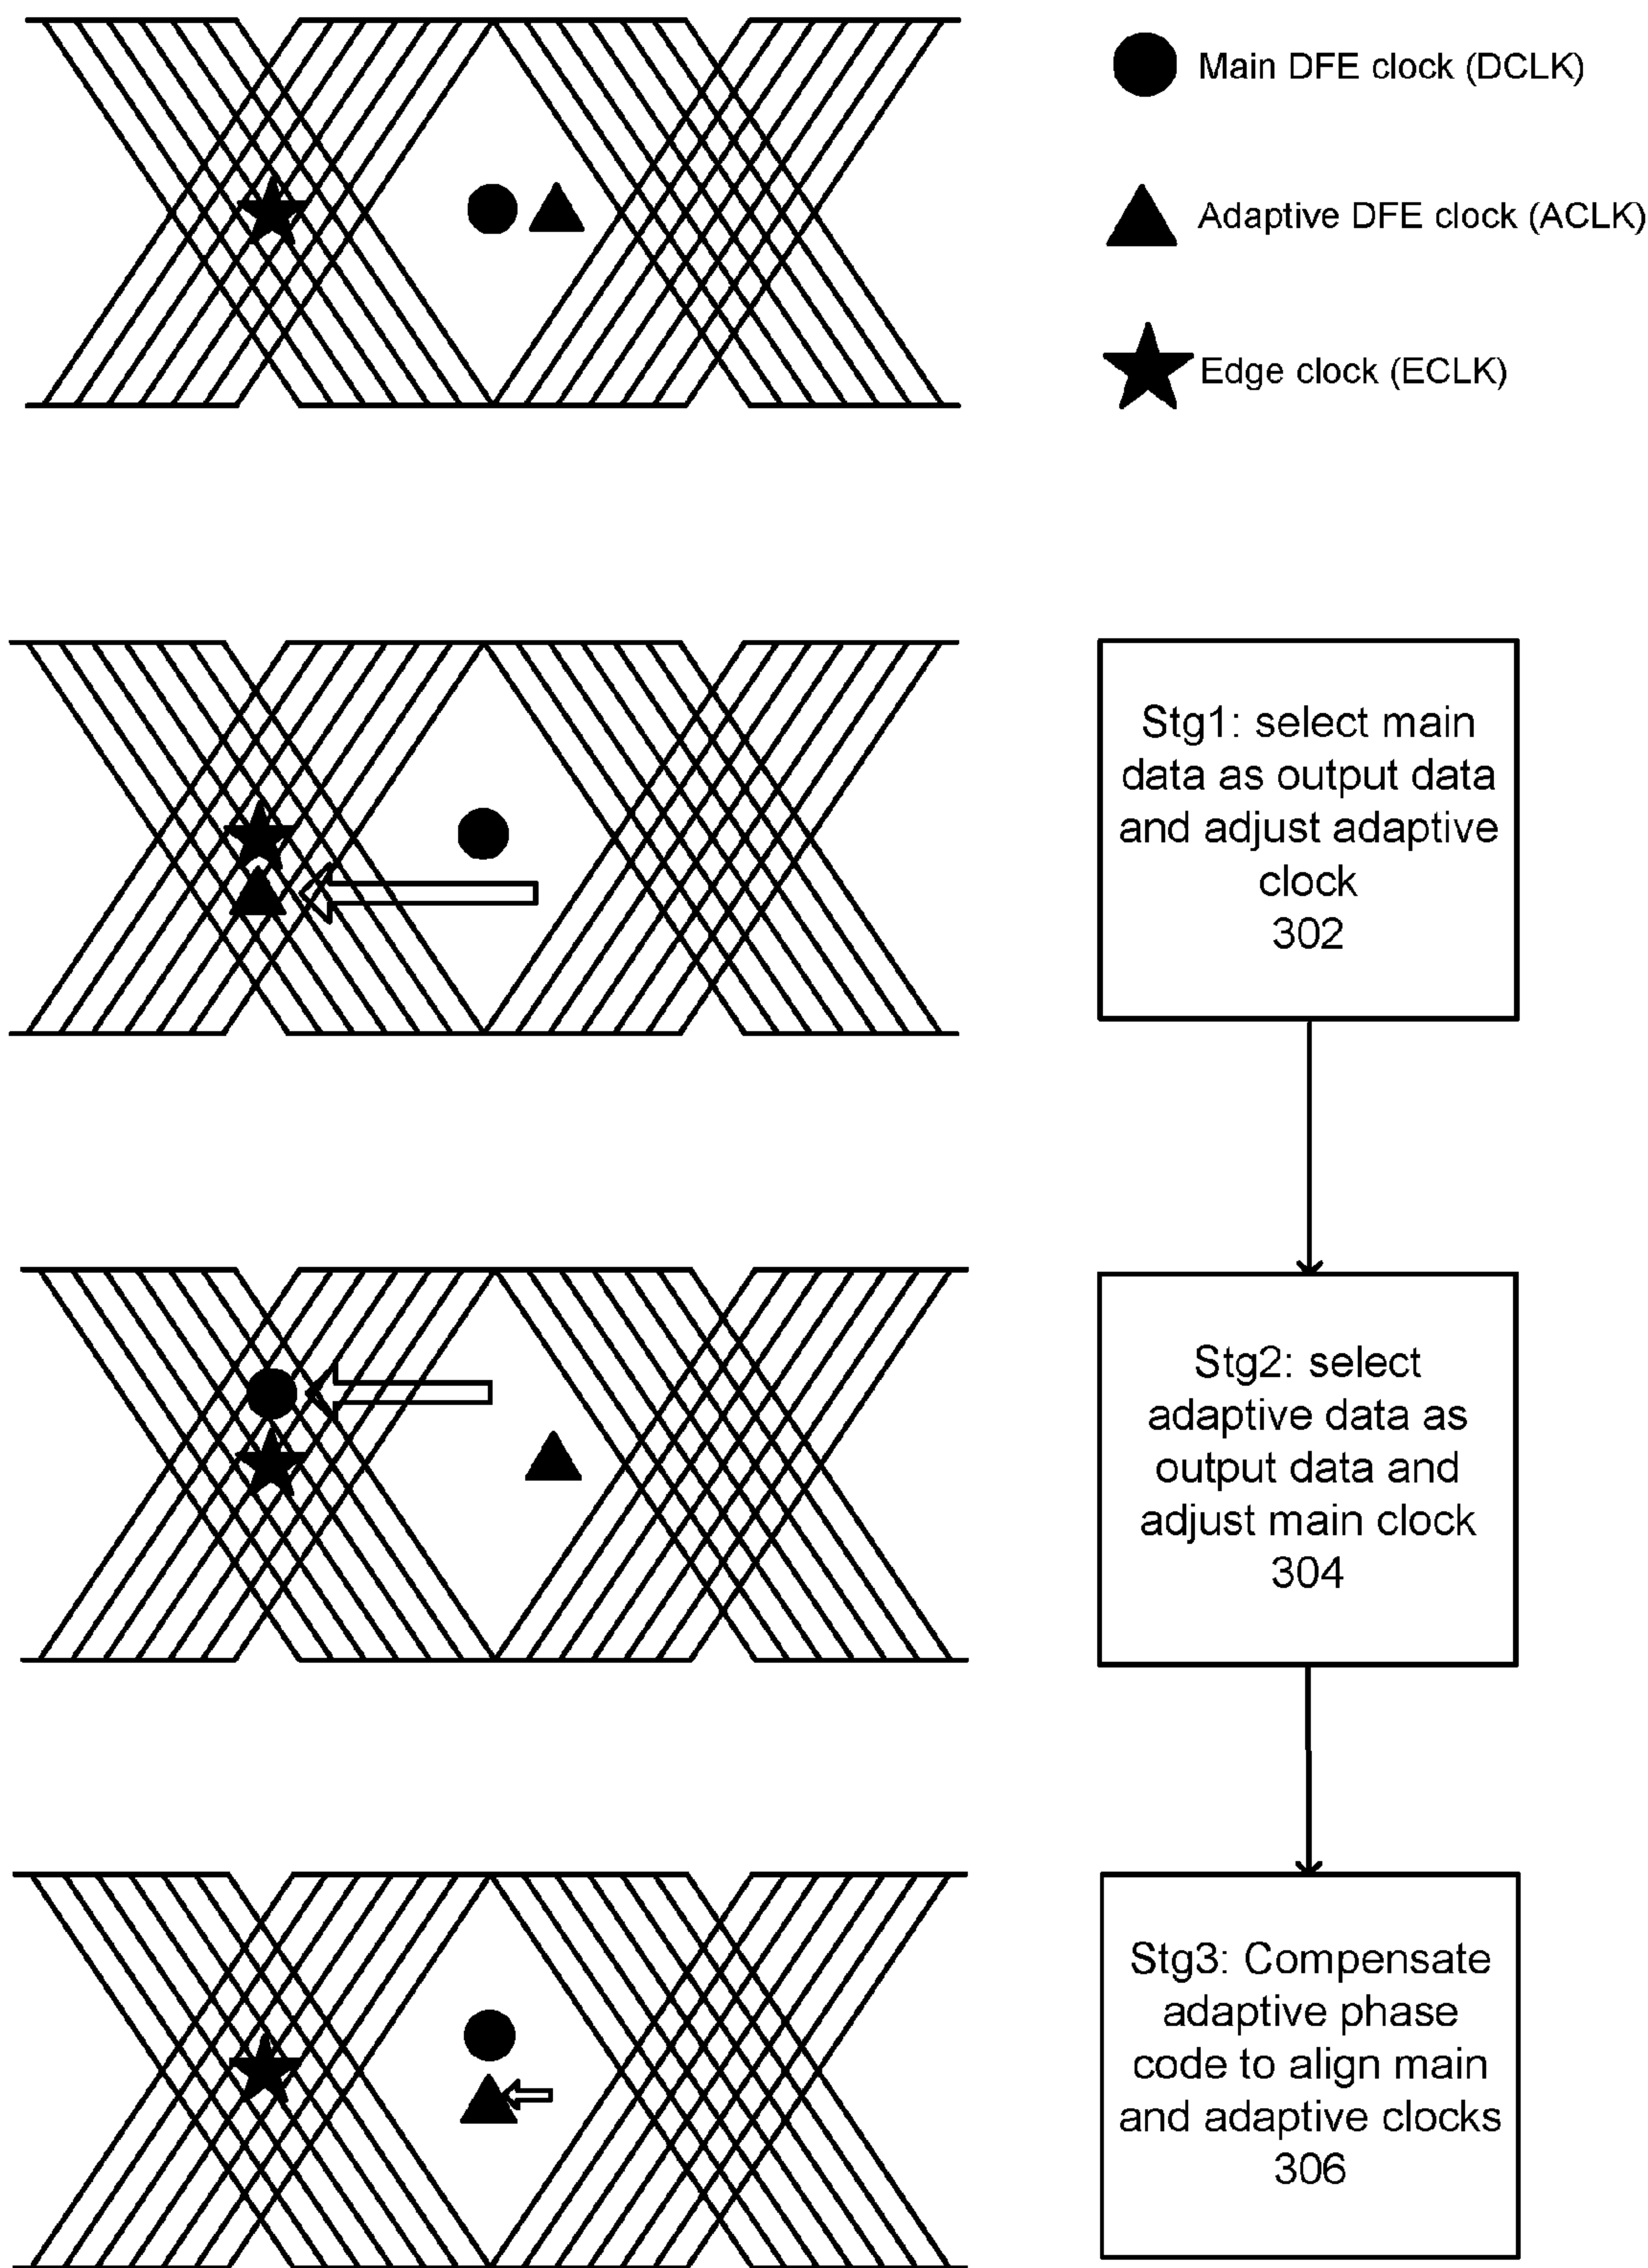 Main DFE clock (DCLK)
Adaptive DFE clock (ACLK)
Edge clock (ECLK)
Stg1: select main
data as output data
and adjust adaptive
clock
302
Stg2: select
adaptive data as
output data and
adjust main clock
304
Stg3: Compensate
adaptive phase
code to align main
and adaptive clocks
306